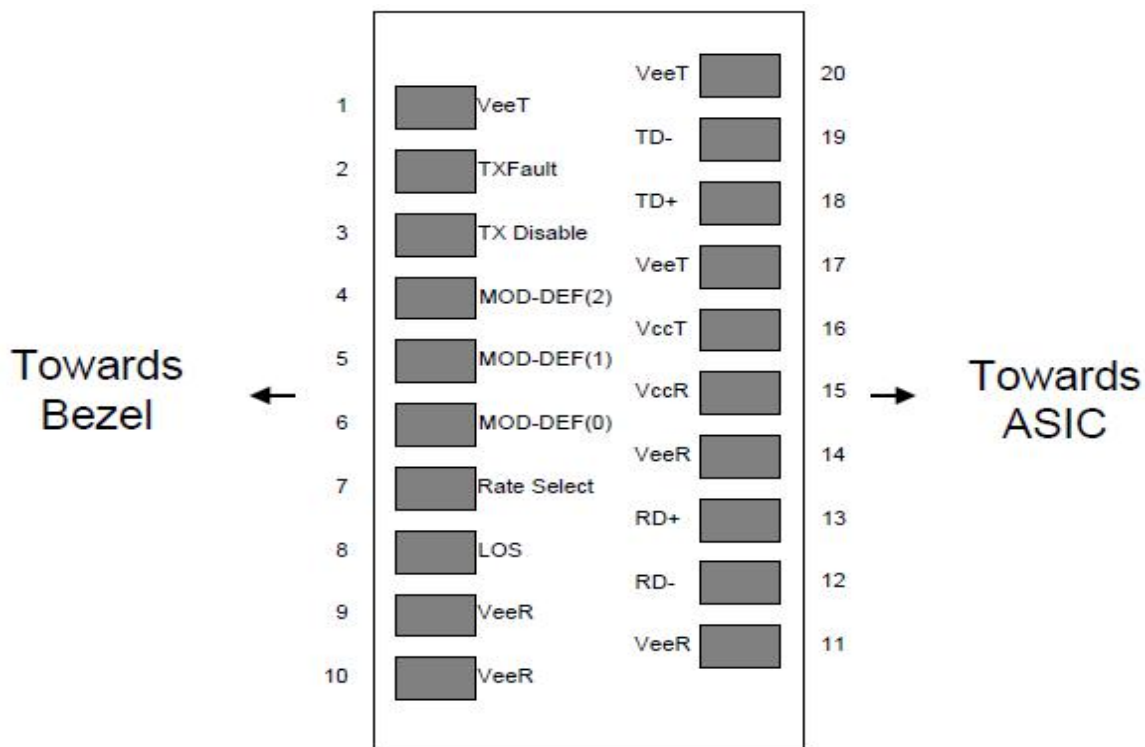 VeeT 20
1 VeeT
TD- 19
2 TXFault
TD+ 18
3 TX Disable
VeeT 17
4 MOD-DEF(2)
VccT 16
5 MOD-DEF(1)
Towards
Bezel
VccR 15
Towards
ASIC
6 MOD-DEF(0)
VeeR 14
7 Rate Select
RD+ 13
8 LOS
RD- 12
9 VeeR
VeeR 11
10 VeeR